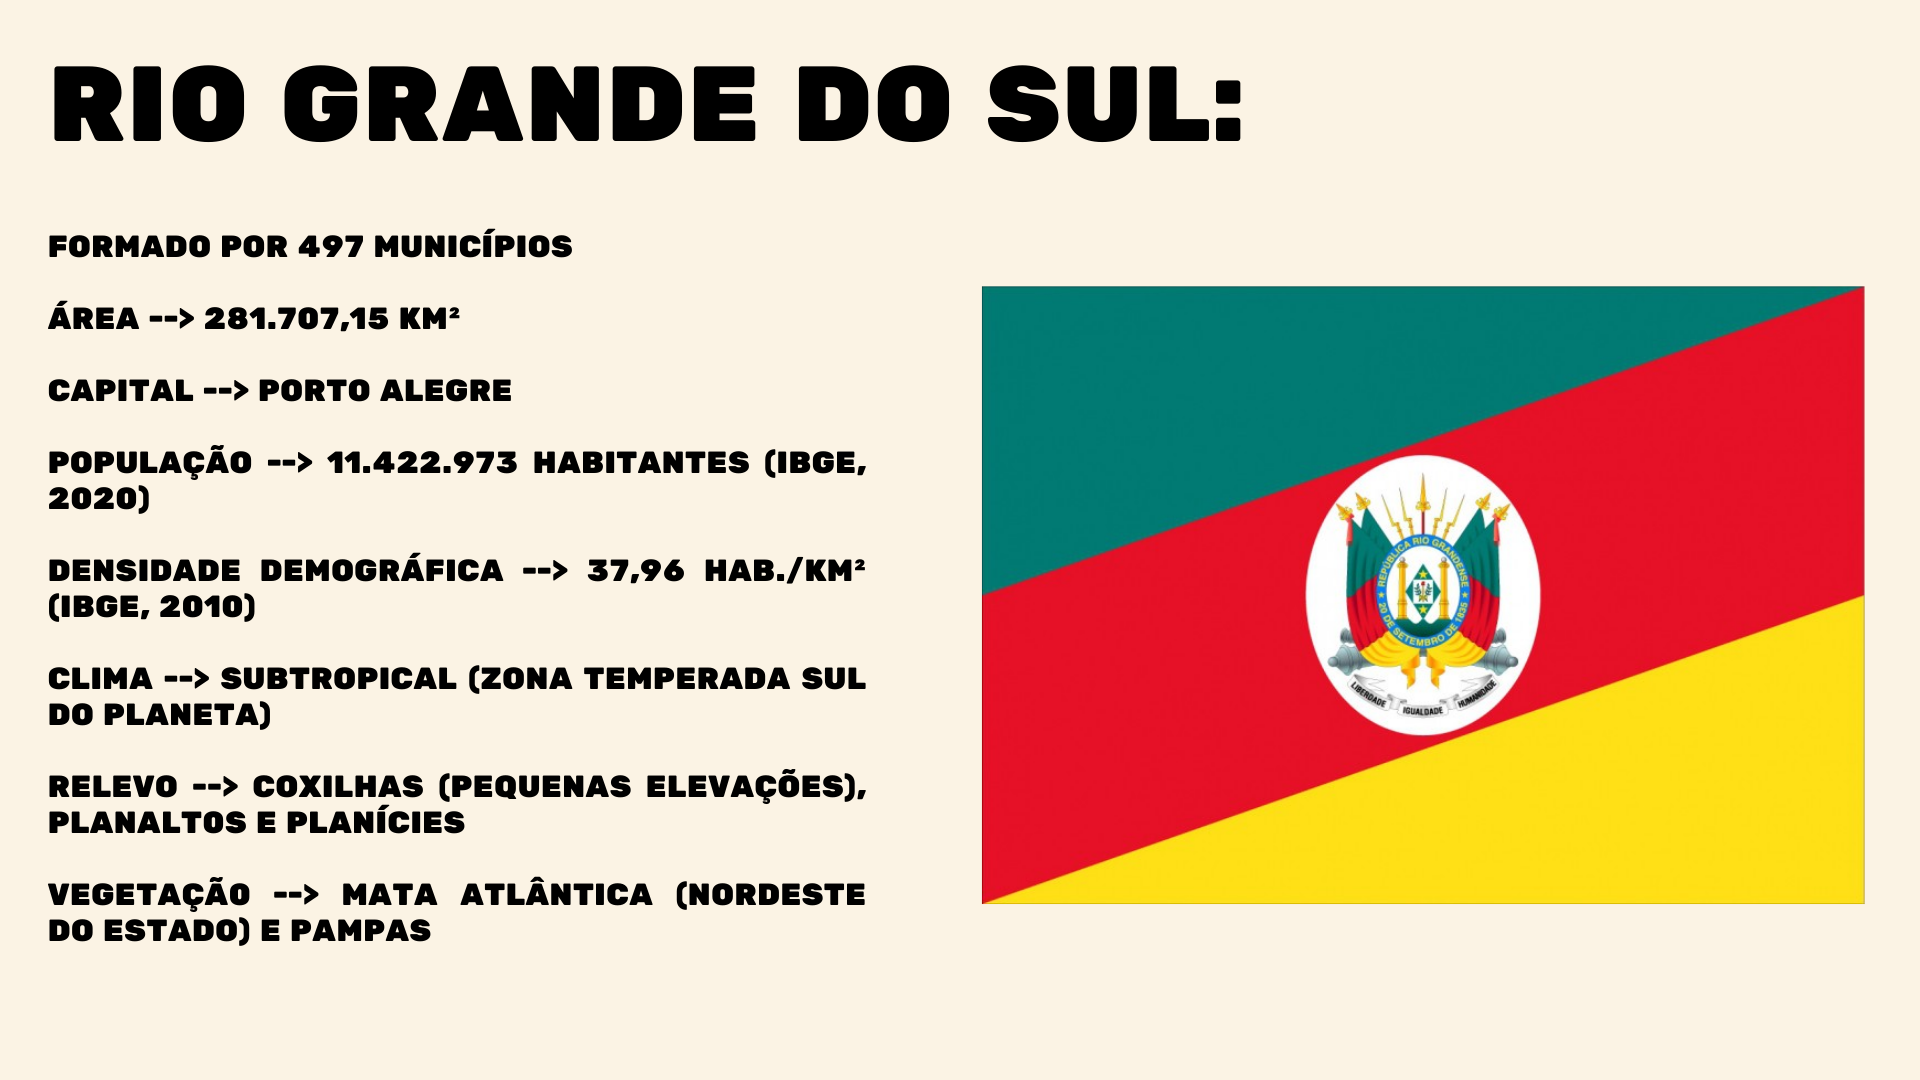 RIO GRANDE DO SUL:
FORMADO POR 497 MUNICÍPIOS
ÁREA --> 281.707,15 KM²
CAPITAL --> PORTO ALEGRE
POPULAÇÃO --> 11.422.973 HABITANTES (IBGE,
2020)
DENSIDADE DEMOGRÁFICA --> 37,96 HAB./KM²
(IBGE, 2010)
CLIMA --> SUBTROPICAL (ZONA TEMPERADA SUL
DO PLANETA)
RELEVO --> COXILHAS (PEQUENAS ELEVAÇÕES),
PLANALTOS E PLANÍCIES
VEGETAÇÃO --> MATA ATLÂNTICA (NORDESTE
DO ESTADO) E PAMPAS
REPÚBLICA RIO GRANDENSE
20 DE SETEMBRO DE 1835
LIBERDADE IGUALDADE HUMANIDADE